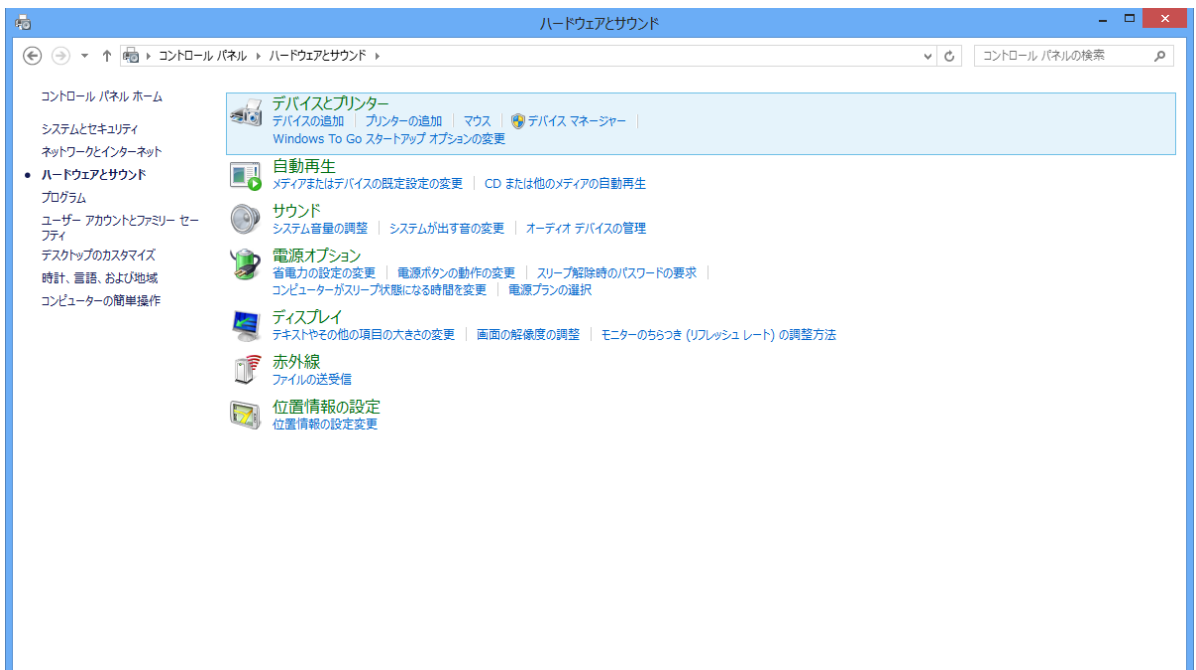 ハードウェアとサウンド
コントロール パネル ハードウェアとサウンド
コントロール パネルの検索
コントロール パネル ホーム
システムとセキュリティ
ネットワークとインターネット
ハードウェアとサウンド
プログラム
ユーザー アカウントとファミリー セー
フティ
デスクトップのカスタマイズ
時計、言語、および地域
コンピューターの簡単操作
デバイスとプリンター
デバイスの追加 プリンターの追加 マウス デバイス マネージャー
Windows To Go スタートアップ オプションの変更
自動再生
メディアまたはデバイスの既定設定の変更 CD または他のメディアの自動再生
サウンド
システム音量の調整 システムが出す音の変更 オーディオ デバイスの管理
電源オプション
省電力の設定の変更 電源ボタンの動作の変更 スリープ解除時のパスワードの要求
コンピューターがスリープ状態になる時間を変更 電源プランの選択
ディスプレイ
テキストやその他の項目の大きさの変更 画面の解像度の調整 モニターのちらつき (リフレッシュ レート) の調整方法
赤外線
ファイルの送受信
位置情報の設定
位置情報の設定変更